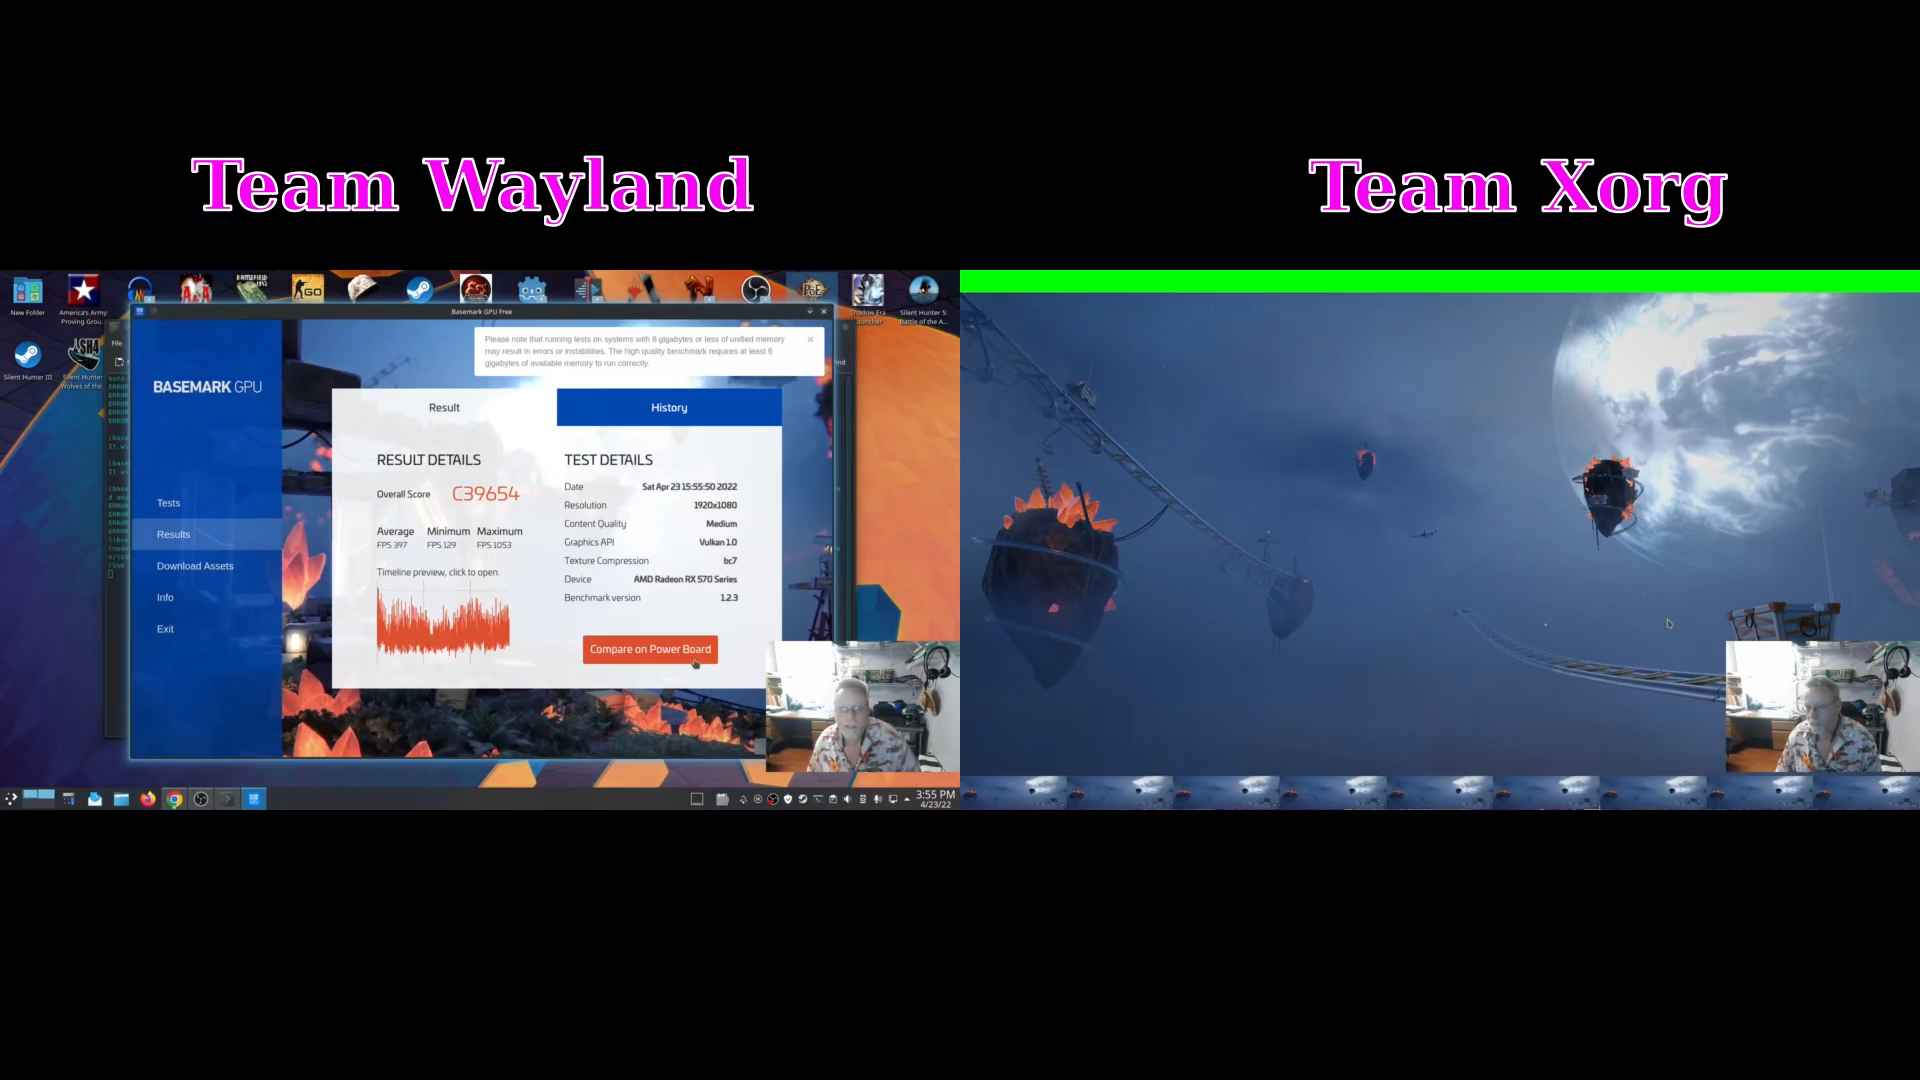 Team Wayland
Team Xorg
New Folder
America's Army:
Proving Grou...
Silent Hunter III
Silent Hunter:
Wolves of the...
Silent Hunter 5:
Battle of the A...
Basemark GPU Free
File
Please note that running tests on systems with 8 gigabytes or less of unified memory
may result in errors or instabilities. The high quality benchmark requires at least 6
gigabytes of available memory to run correctly.
BASEMARK GPU
Tests
Results
Download Assets
Info
Exit
Result
History
RESULT DETAILS
Overall Score C39654
Average Minimum Maximum
FPS 397 FPS 129 FPS 1053
Timeline preview, click to open.
TEST DETAILS
Date Sat Apr 23 15:55:50 2022
Resolution 1920x1080
Content Quality Medium
Graphics API Vulkan 1.0
Texture Compression bc7
Device AMD Radeon RX 570 Series
Benchmark version 1.2.3
Compare on Power Board
3:55 PM
4/23/22